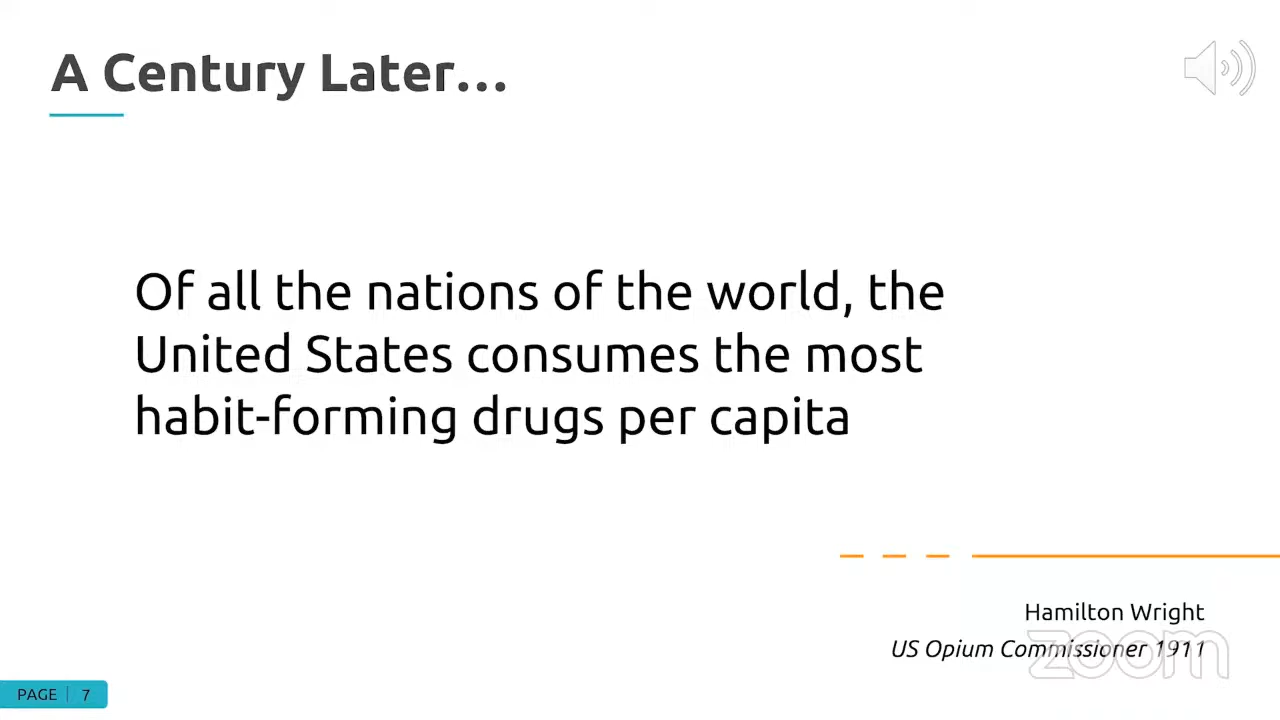 A Century Later...
Of all the nations of the world, the
United States consumes the most
habit-forming drugs per capita
Hamilton Wright
US Opium Commissioner 1911
zoom
PAGE | 7